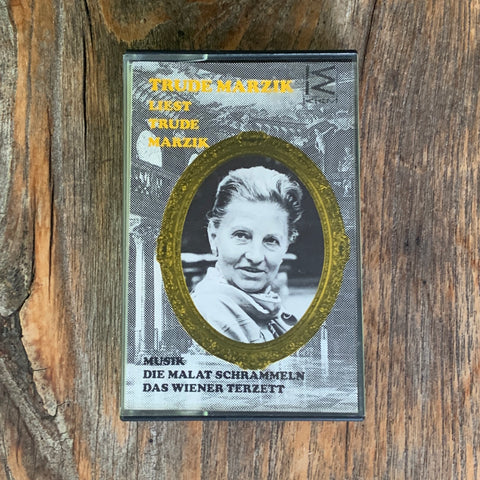 TRUDE MARZIK
LIEST
TRUDE
MARZIK
MUSIK
DIE MALAT SCHRAMMELN
DAS WIENER TERZETT